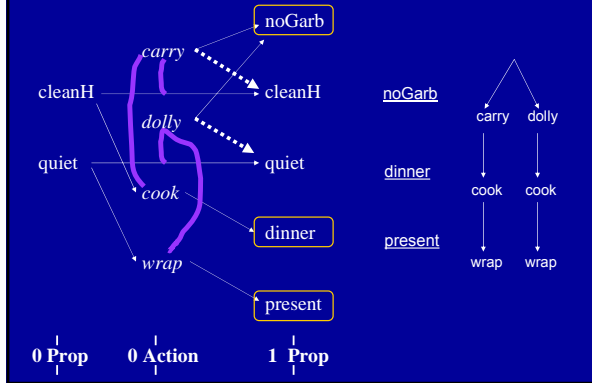 noGarb
carry
cleanH
cleanH
dolly
quiet
quiet
cook
dinner
wrap
present
0 Prop
0 Action
1 Prop
noGarb
carry
dolly
dinner
cook
cook
present
wrap
wrap